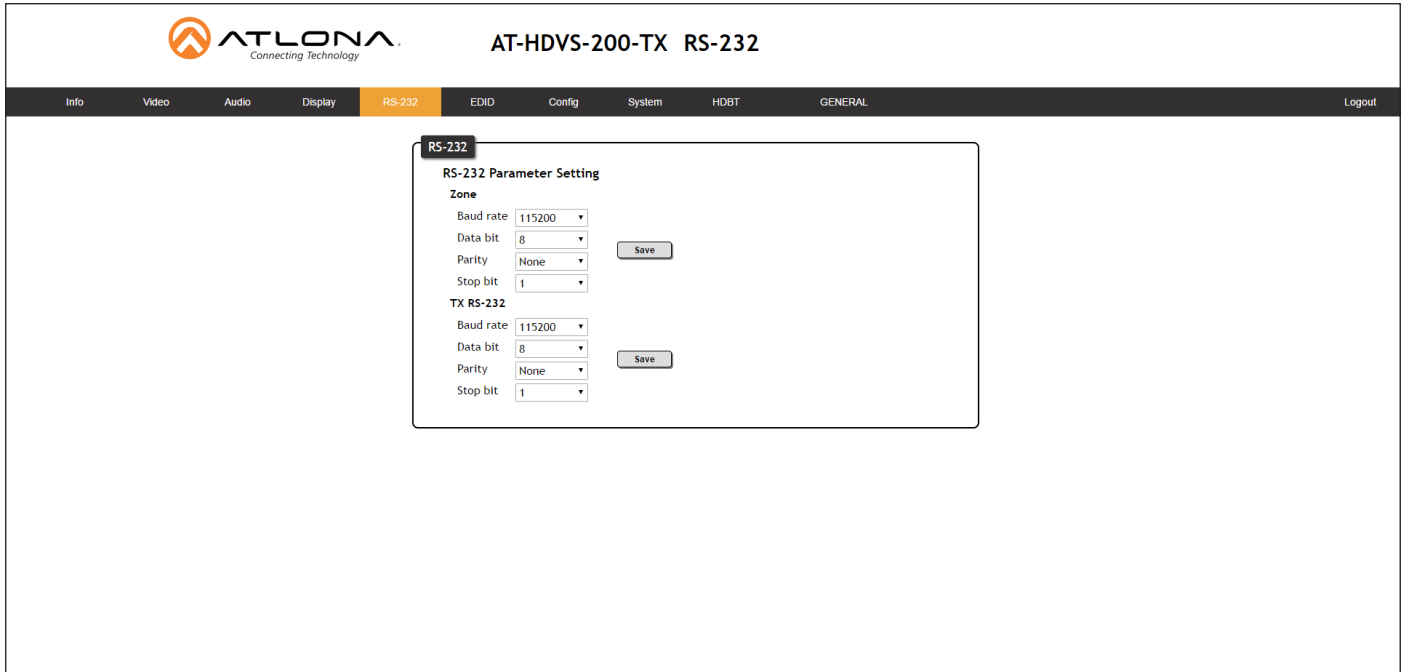 ATLONA.
Connecting Technology
AT-HDVS-200-TX RS-232
Info Video Audio Display RS-232 EDID Config System HDBT GENERAL Logout
RS-232
RS-232 Parameter Setting
Zone
Baud rate 115200
Data bit 8
Save
Parity None
Stop bit 1
TX RS-232
Baud rate 115200
Data bit 8
Save
Parity None
Stop bit 1